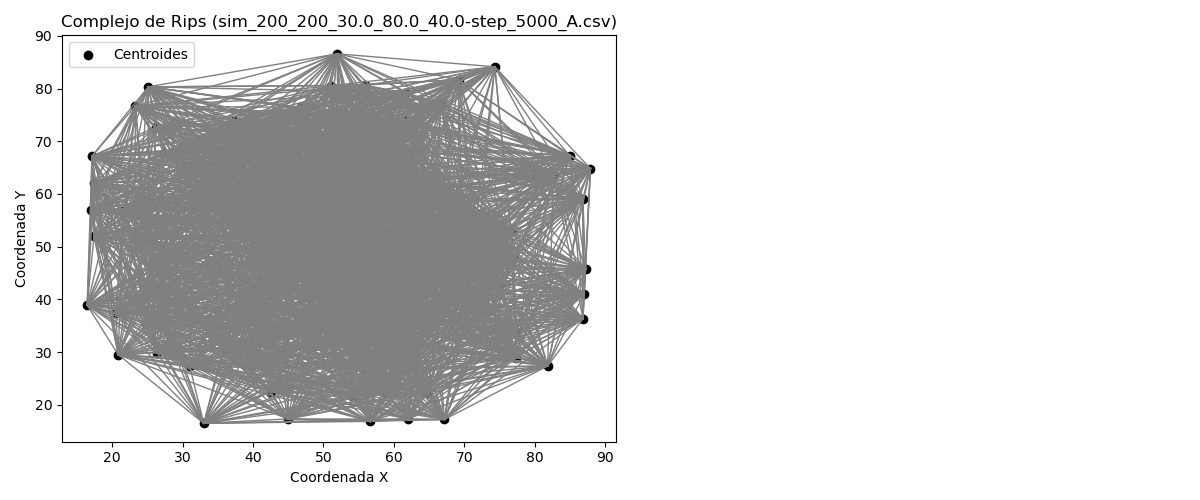 Complejo de Rips (sim_200_200_30.0_80.0_40.0-step_5000_A.csv)
Centroides
90
80
70
60
50
40
30
20
Coordenada Y
20 30 40 50 60 70 80 90
Coordenada X